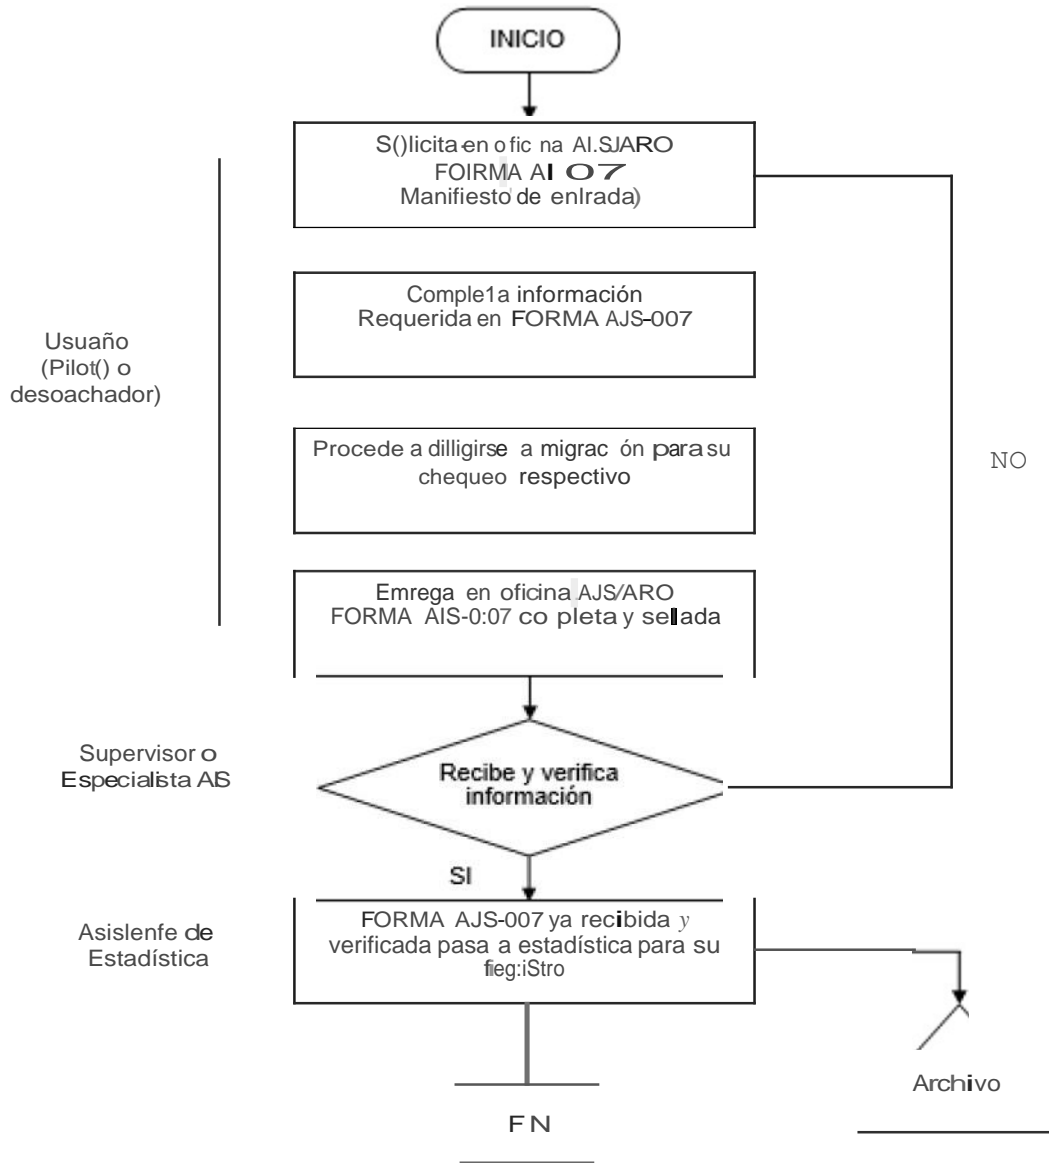 INICIO
S()licita en ofic na AI.SJARO
FOIRMA AI 07
Manifiesto de enlrada)
Comple1a información
Requerida en FORMA AJS-007
Usuaño
(Pilot() o
desoachador)
Procede a dilligirse a migrac ón para su
chequeo respectivo
NO
Emrega en oficina AJS/ARO
FORMA AIS-0:07 co pleta y sellada
Supervisor o
Especialista AIS
Recibe y verifica
información
SI
Asislenfe de
Estadística
FORMA AJS-007 ya recibida y
verificada pasa a estadística para su
fieg:iStro
Archivo
F N